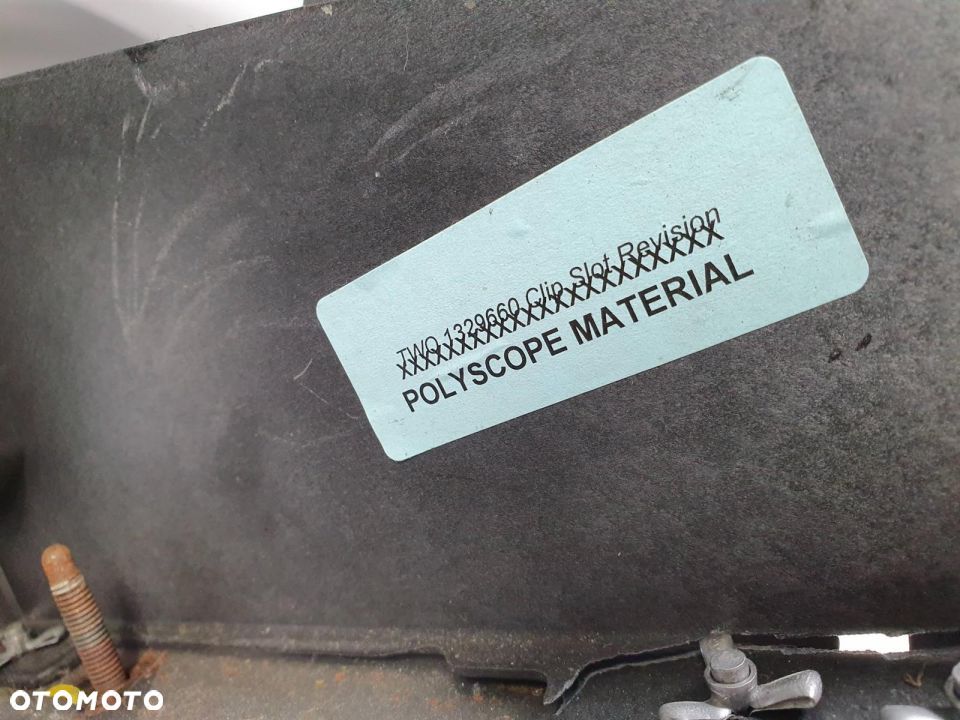 TWO 1329660 Clip Slot Revision
XXXXXXXXXXXXXXXXXXXXXX
POLYSCOPE MATERIAL
OTOMOTO